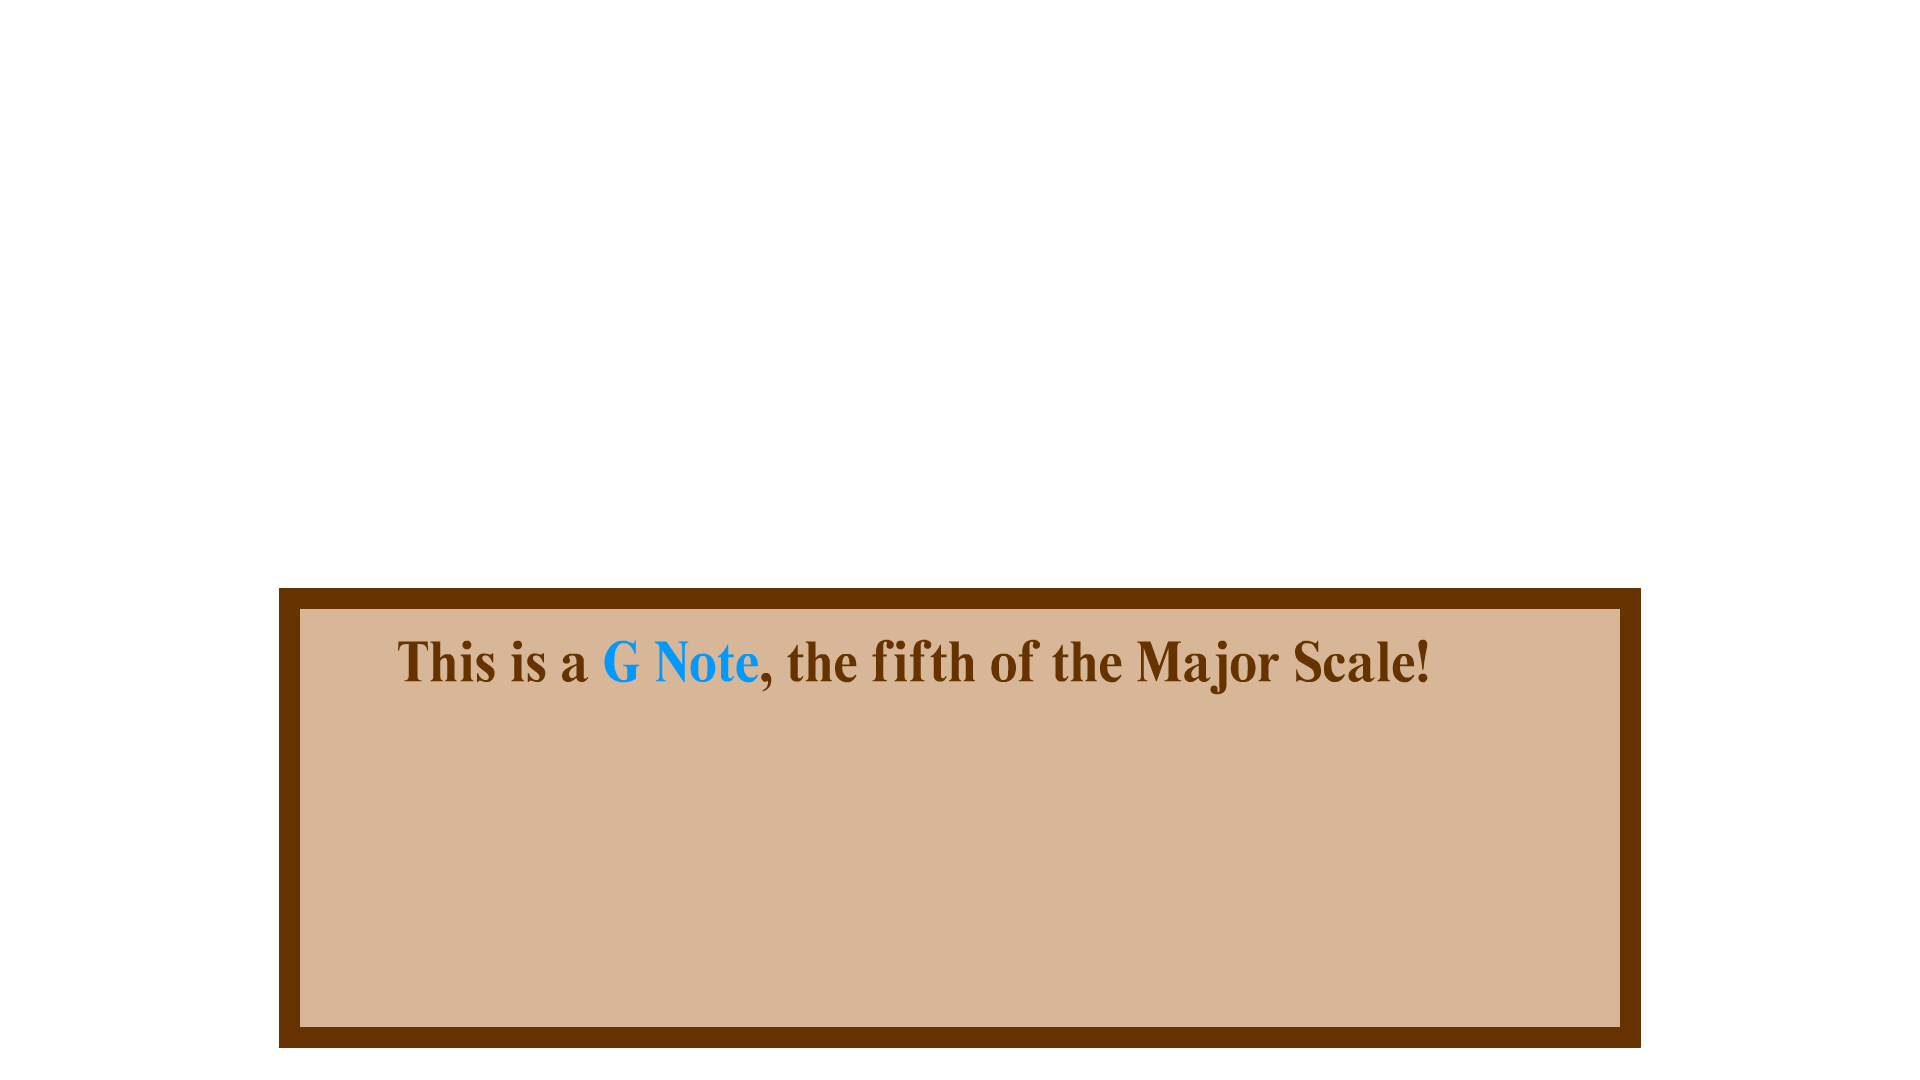 This is a G Note, the fifth of the Major Scale!